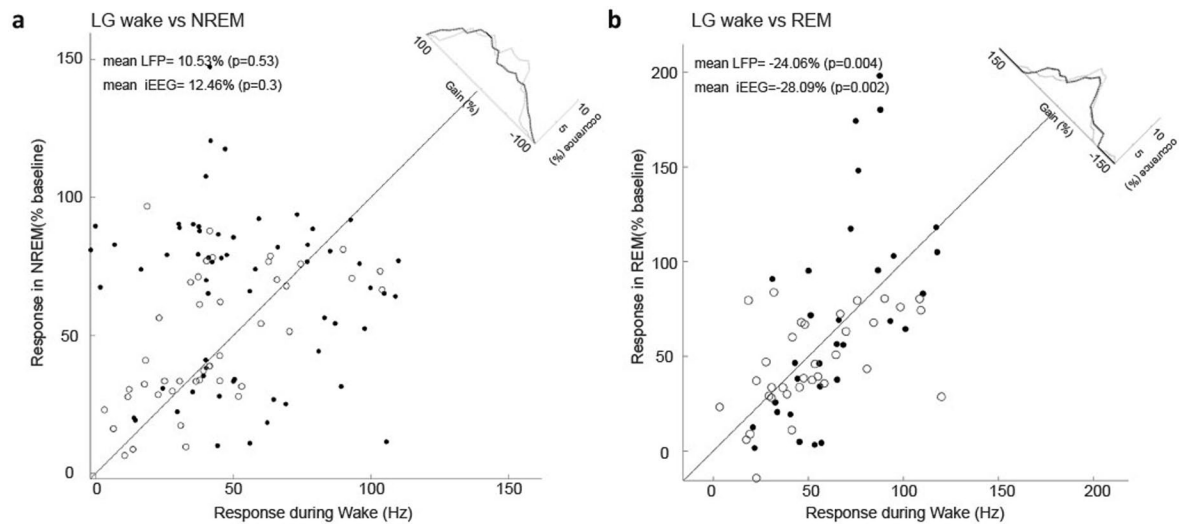 a
LG wake vs NREM
mean LFP= 10.53% (p=0.53)
mean iEEG= 12.46% (p=0.3)
150
100
50
0
Response in NREM(% baseline)
0
50
100
150
Response during Wake (Hz)
100
Gain (%)
-100
5
10
occurence (%)
b
LG wake vs REM
mean LFP= -24.06% (p=0.004)
mean iEEG=-28.09% (p=0.002)
200
150
100
50
0
Response in REM(% baseline)
0
50
100
150
200
Response during Wake (Hz)
150
Gain (%)
-150
5
10
occurence (%)